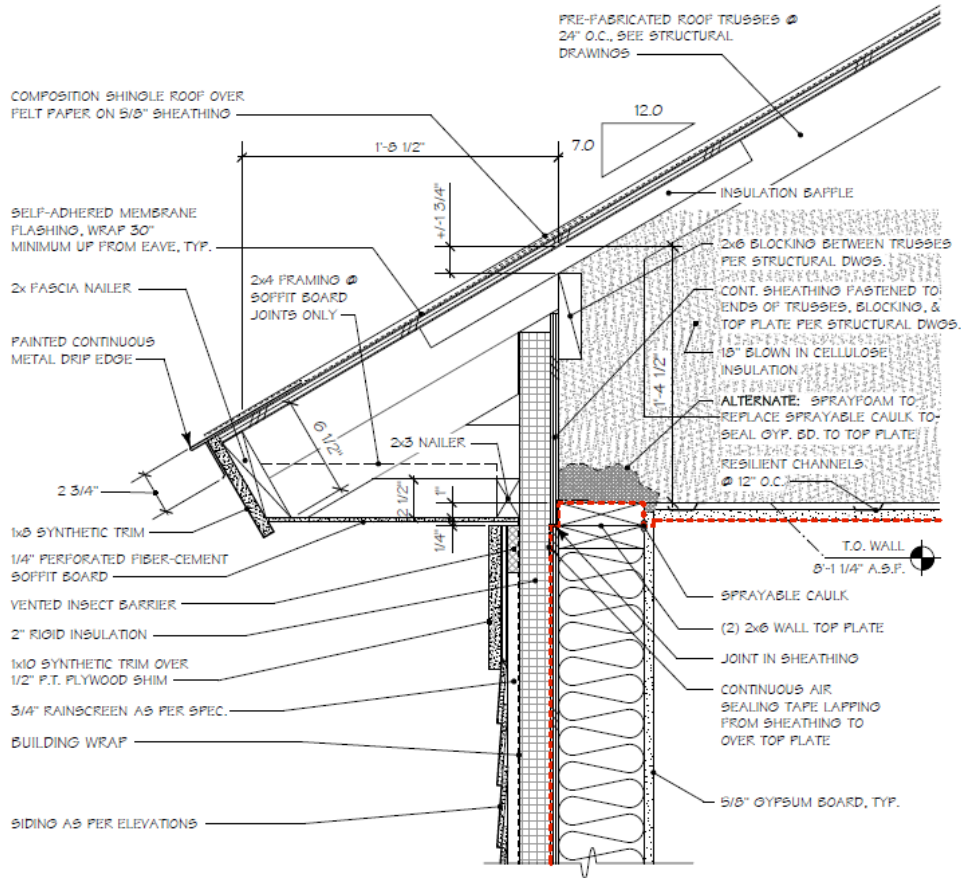 PRE-FABRICATED ROOF TRUSSES @
24" O.C., SEE STRUCTURAL
DRAWINGS
COMPOSITION SHINGLE ROOF OVER
FELT PAPER ON 5/8" SHEATHING
12.0
7.0
1'-8 1/2"
+/-1 3/4"
INSULATION BAFFLE
SELF-ADHERED MEMBRANE
FLASHING, WRAP 30"
MINIMUM UP FROM EAVE, TYP.
2x4 FRAMING @
SOFFIT BOARD
JOINTS ONLY
2x FASCIA NAILER
PAINTED CONTINUOUS
METAL DRIP EDGE
2x6 BLOCKING BETWEEN TRUSSES
PER STRUCTURAL DWGS.
CONT. SHEATHING FASTENED TO
ENDS OF TRUSSES, BLOCKING, &
TOP PLATE PER STRUCTURAL DWGS.
18" BLOWN IN CELLULOSE
INSULATION
1'-4 1/2"
ALTERNATE: SPRAYFOAM TO
REPLACE SPRAYABLE CAULK TO
SEAL GYP. BD. TO TOP PLATE
RESILIENT CHANNELS
@ 12" O.C.
6 1/2"
2x3 NAILER
2 1/2"
1"
1/4"
2 3/4"
1x8 SYNTHETIC TRIM
1/4" PERFORATED FIBER-CEMENT
SOFFIT BOARD
VENTED INSECT BARRIER
2" RIGID INSULATION
1x10 SYNTHETIC TRIM OVER
1/2" P.T. PLYWOOD SHIM
3/4" RAINSCREEN AS PER SPEC.
BUILDING WRAP
SIDING AS PER ELEVATIONS
T.O. WALL
8'-1 1/4" A.S.F.
SPRAYABLE CAULK
(2) 2x6 WALL TOP PLATE
JOINT IN SHEATHING
CONTINUOUS AIR
SEALING TAPE LAPPING
FROM SHEATHING TO
OVER TOP PLATE
5/8" GYPSUM BOARD, TYP.